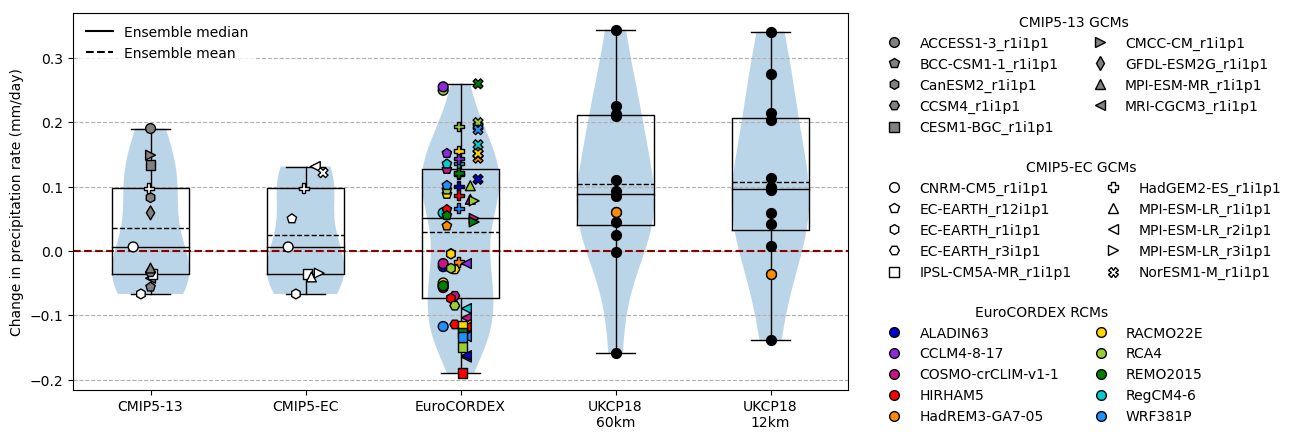 Ensemble median
Ensemble mean
Change in precipitation rate (mm/day)
0.3
0.2
0.1
0.0
−0.1
−0.2
CMIP5-13
CMIP5-EC
EuroCORDEX
UKCP18
60km
UKCP18
12km
CMIP5-13 GCMs
ACCESS1-3_r1i1p1
BCC-CSM1-1_r1i1p1
CanESM2_r1i1p1
CCSM4_r1i1p1
CESM1-BGC_r1i1p1
CMCC-CM_r1i1p1
GFDL-ESM2G_r1i1p1
MPI-ESM-MR_r1i1p1
MRI-CGCM3_r1i1p1
CMIP5-EC GCMs
CNRM-CM5_r1i1p1
EC-EARTH_r12i1p1
EC-EARTH_r1i1p1
EC-EARTH_r3i1p1
IPSL-CM5A-MR_r1i1p1
HadGEM2-ES_r1i1p1
MPI-ESM-LR_r1i1p1
MPI-ESM-LR_r2i1p1
MPI-ESM-LR_r3i1p1
NorESM1-M_r1i1p1
EuroCORDEX RCMs
ALADIN63
CCLM4-8-17
COSMO-crCLIM-v1-1
HIRHAM5
HadREM3-GA7-05
RACMO22E
RCA4
REMO2015
RegCM4-6
WRF381P